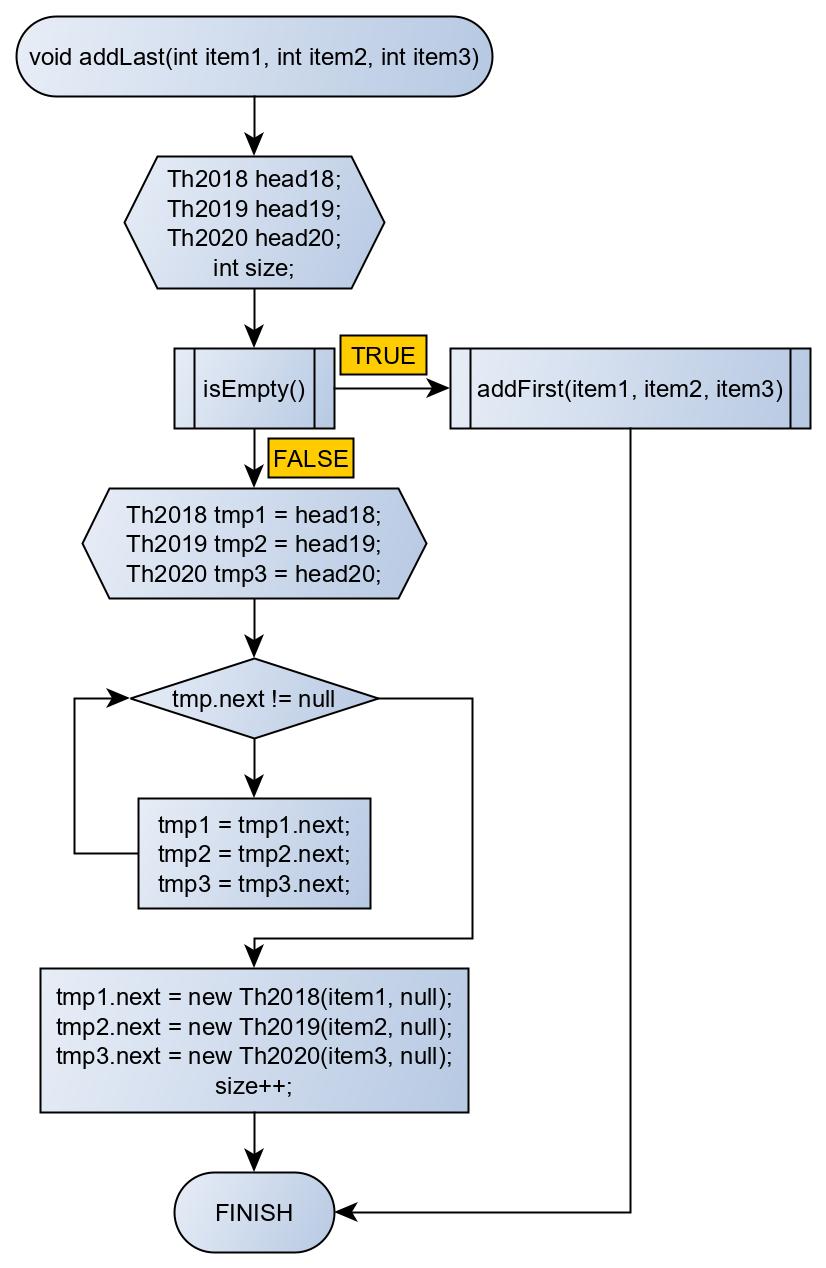 void addLast(int item1, int item2, int item3)
Th2018 head18;
Th2019 head19;
Th2020 head20;
int size;
isEmpty()
TRUE
addFirst(item1, item2, item3)
FALSE
Th2018 tmp1 = head18;
Th2019 tmp2 = head19;
Th2020 tmp3 = head20;
tmp.next != null
tmp1 = tmp1.next;
tmp2 = tmp2.next;
tmp3 = tmp3.next;
tmp1.next = new Th2018(item1, null);
tmp2.next = new Th2019(item2, null);
tmp3.next = new Th2020(item3, null);
size++;
FINISH